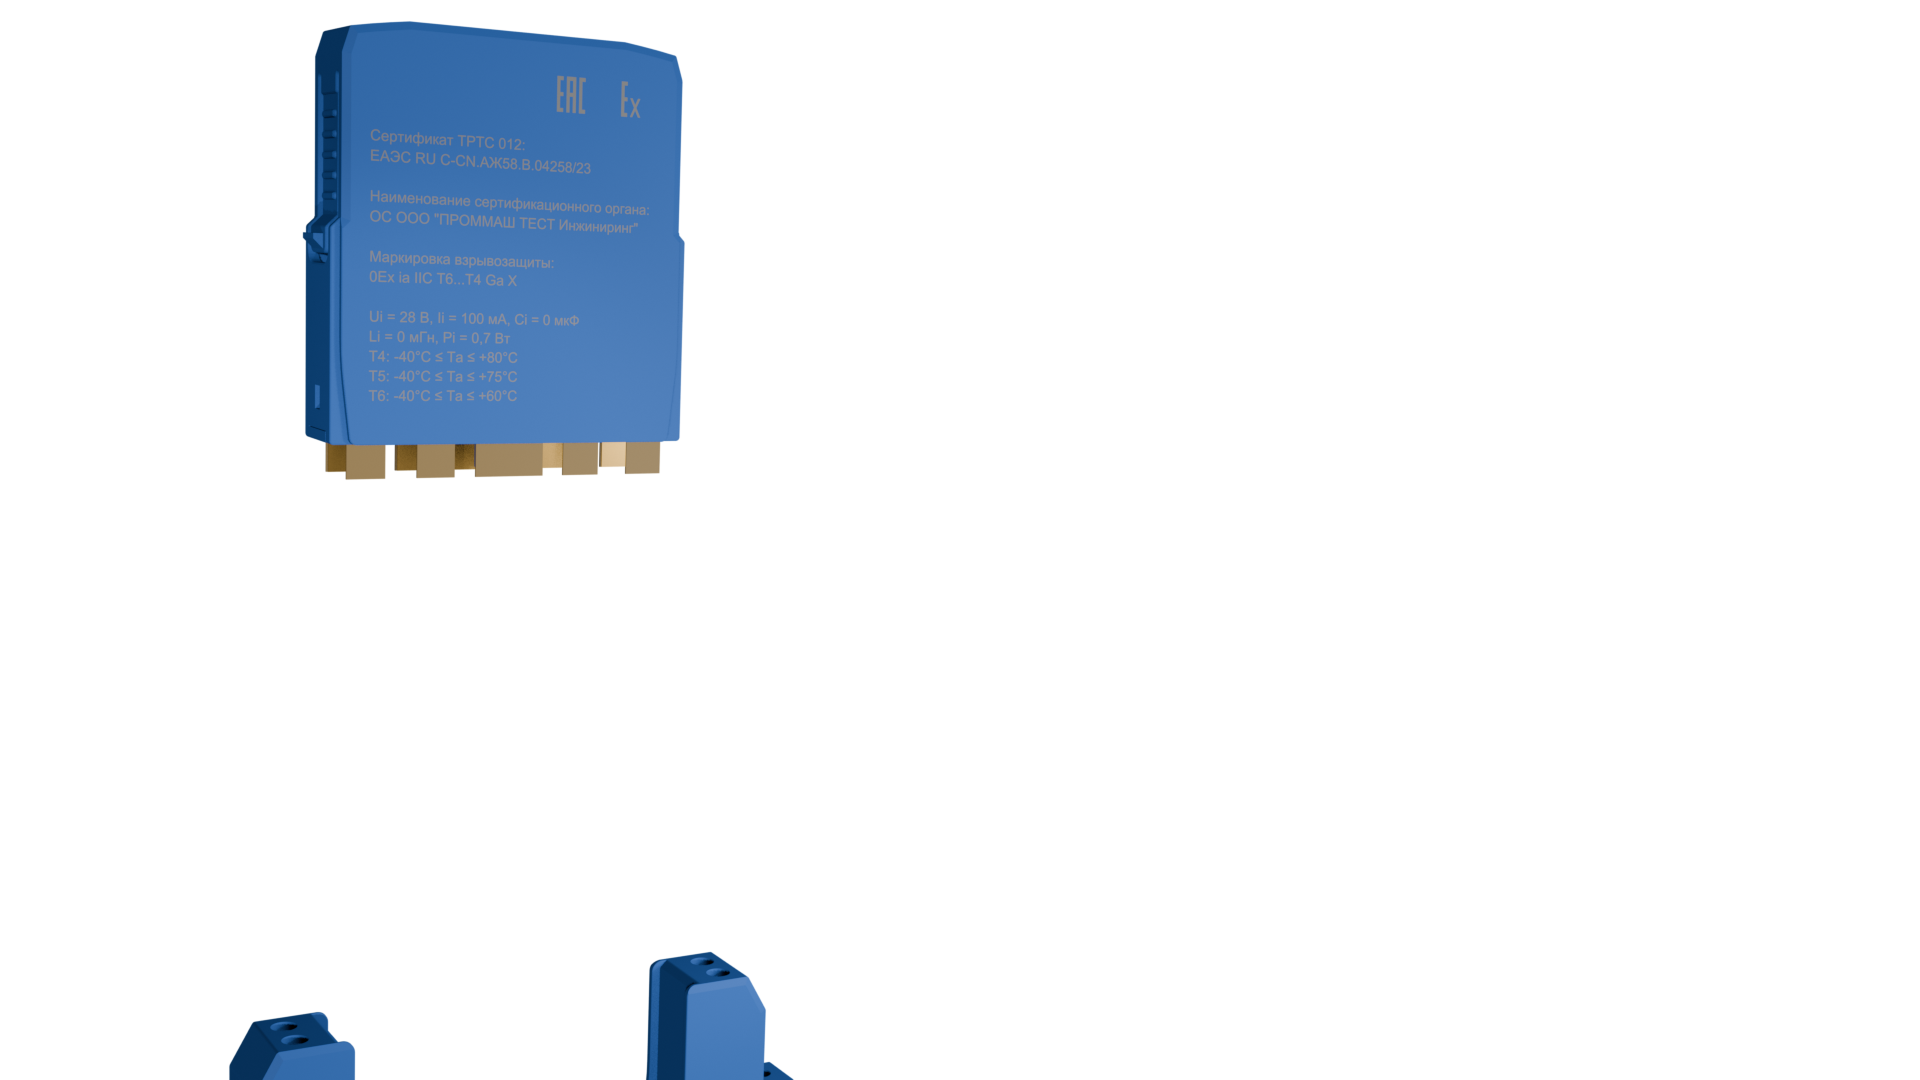 EAC Ex
Сертификат ТРТС 012:
ЕАЭС RU C-CN.АЖ58.В.04258/23
Наименование сертификационного органа:
ОС ООО "ПРОММАШ ТЕСТ Инжиниринг"
Маркировка взрывозащиты:
0Ex ia IIC T6...T4 Ga X
Ui = 28 В, Ii = 100 мА, Ci = 0 мкФ
Li = 0 мГн, Pi = 0,7 Вт
T4: -40°C ≤ Ta ≤ +80°C
T5: -40°C ≤ Ta ≤ +75°C
T6: -40°C ≤ Ta ≤ +60°C